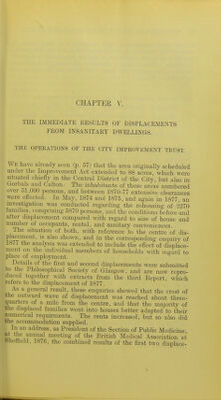 CHAPTER V.
THE IMMEDIATE RESULTS OF DISPLACEMENTS
FROM INSANITARY DWELLINGS.
THE OPERATIONS OF THE CITY IMPROVEMENT TRUST.
WE have already seen (p. 57) that the area originally scheduled
under the Improvement Act extended to 88 acres, which were
situated chiefly in the Central District of the City, but also in
Gorbals and Calton. The inhabitants of these areas numbered
over 51,000 persons, and between 1870-77 extensive clearances
were effected. In May, 1874 and 1875, and again in 1877, an
investigation was conducted regarding the rehousing of 2270
families, comprising 9870 persons, and the conditions before and
after displacement compared with regard to size of home and
number of occupants, rental, and sanitary environment.
The situation of both, with reference to the centre of dis-
placement, is also shown, and in the corresponding enquiry of
1877 the analysis was extended to include the effect of displace-
ment on the individual members of households with regard to
place of employment.
Details of the first and second displacements were submitted
to the Philosophical Society of Glasgow, and are now repro-
duced together with extracts from the third Report, which
refers to the displacement of 1877.
As a general result, these enquiries showed that the crest of
the outward wave of displacement was reached about three-
quarters of a mile from the centre, and that the majority of
the displaced families went into houses better adapted to their
numerical requirements. The rents increased, but so also did
the accommodation supplied.
In an address, as President of the Section of Public Medicine,
at the annual meeting of the British Medical Association at
Sheffield, 1876, the combined results of the first two displace-